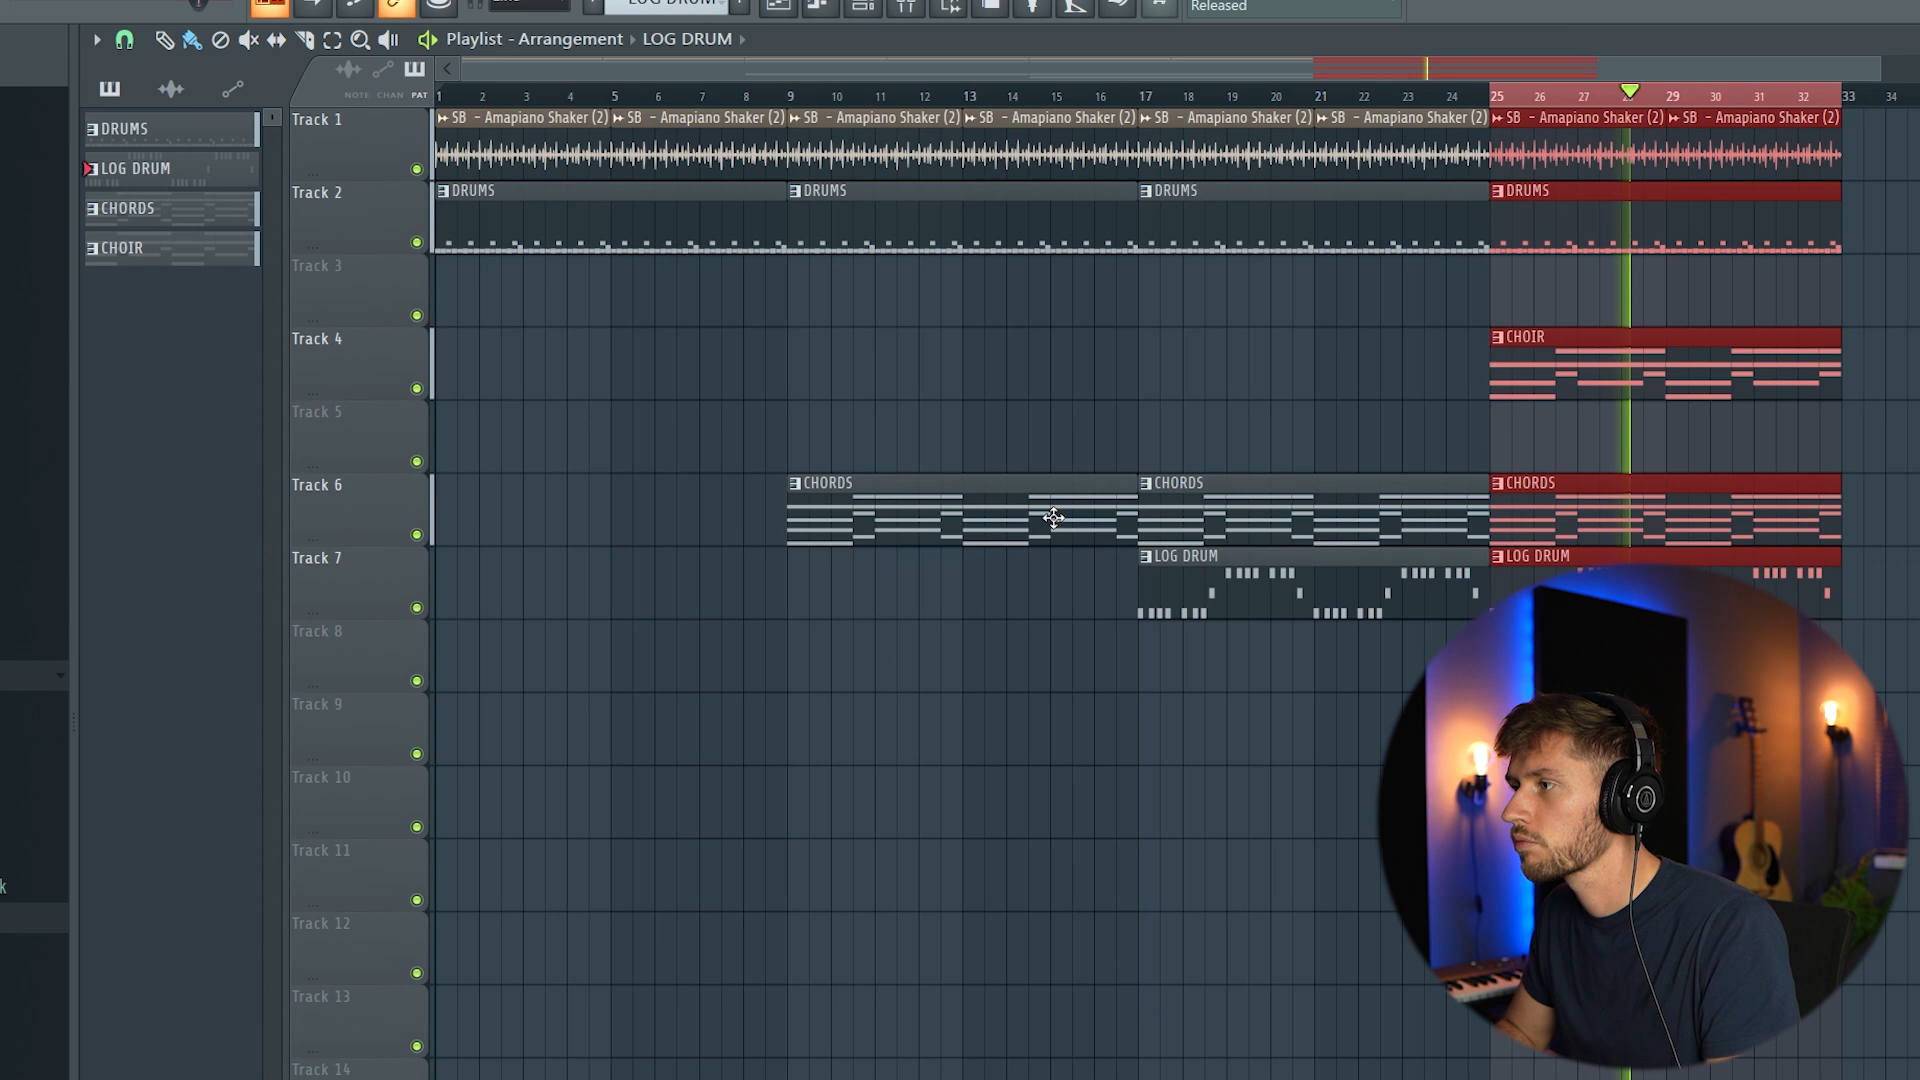 LOG DRUM
Released
Playlist - Arrangement › LOG DRUM ›
NOTE CHAN PAT
1 2 3 4 5 6 7 8 9 10 11 12 13 14 15 16 17 18 19 20 21 22 23 24 25 26 27 28 29 30 31 32 33 34
DRUMS
LOG DRUM
CHORDS
CHOIR
Track 1
SB - Amapiano Shaker (2) SB - Amapiano Shaker (2) SB - Amapiano Shaker (2) SB - Amapiano Shaker (2) SB - Amapiano Shaker (2) SB - Amapiano Shaker (2) SB - Amapiano Shaker (2) SB - Amapiano Shaker (2)
Track 2
DRUMS DRUMS DRUMS DRUMS
Track 3
Track 4
CHOIR
Track 5
Track 6
CHORDS CHORDS CHORDS
Track 7
LOG DRUM LOG DRUM
Track 8
Track 9
Track 10
Track 11
k
Track 12
Track 13
Track 14